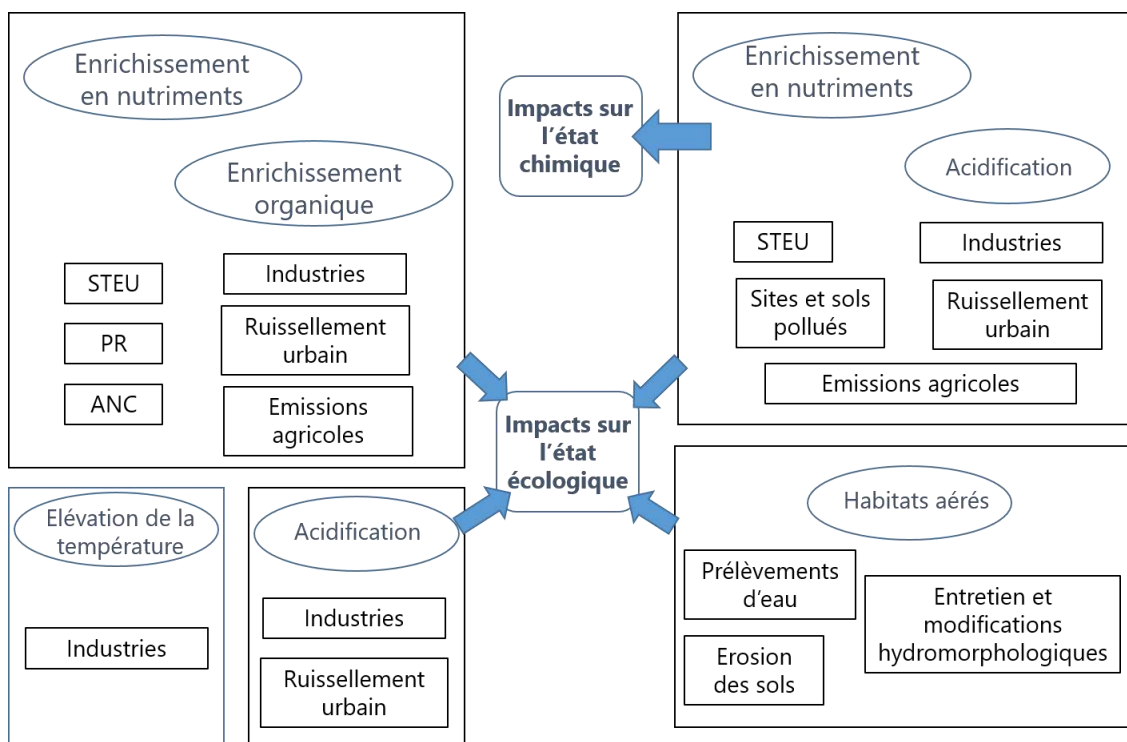 Enrichissement
en nutriments
Enrichissement
organique
STEU
PR
ANC
Industries
Ruissellement
urbain
Emissions
agricoles
Impacts sur
l'état
chimique
Enrichissement
en nutriments
Acidification
STEU
Industries
Sites et sols
pollués
Ruissellement
urbain
Emissions agricoles
Impacts sur
l'état
écologique
Elévation de la
température
Industries
Acidification
Industries
Ruissellement
urbain
Habitats aérés
Prélèvements
d'eau
Erosion
des sols
Entretien et
modifications
hydromorphologiques